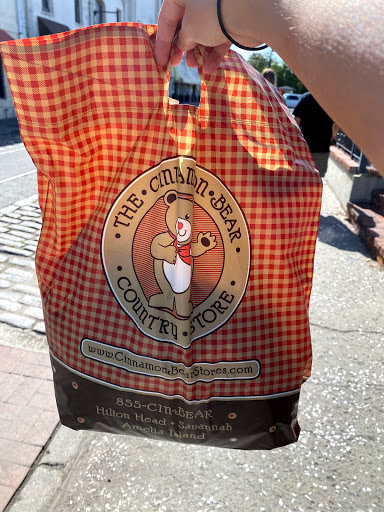 THE • CINNAMON • BEAR
COUNTRY • STORE
www.CinnamonBearStores.com
855-CIN-BEAR
Hilton Head • Savannah
Amelia Island